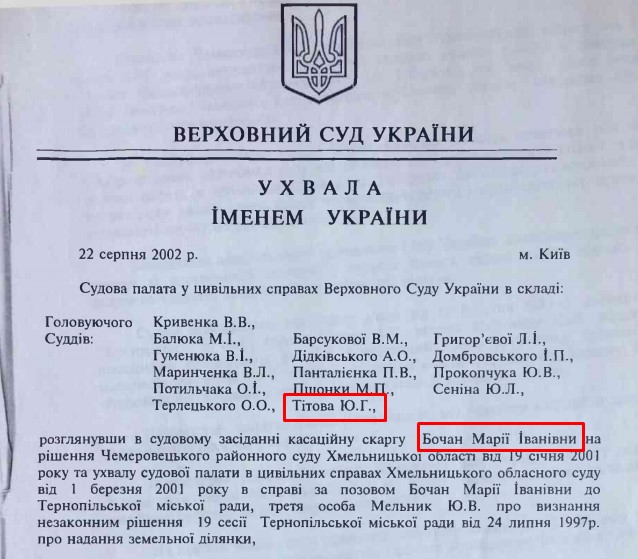 ВЕРХОВНИЙ СУД УКРАЇНИ
УХВАЛА
ІМЕНЕМ УКРАЇНИ
22 серпня 2002 р. м. Київ
Судова палата у цивільних справах Верховного Суду України в складі:
Головуючого Кривенка В.В.,
Суддів: Балюка М.І., Барсукової В.М., Григор'євої Л.І.,
Гуменюка В.І., Дідківського А.О., Домбровського І.П.,
Маринченка В.Л., Панталієнка П.В., Прокопчука Ю.В.,
Потильчака О.І., Пшонки М.П., Сеніна Ю.Л.,
Терлецького О.О., Тітова Ю.Г.,
розглянувши в судовому засіданні касаційну скаргу Бочан Марії Іванівни на
рішення Чемеровецького районного суду Хмельницької області від 19 січня 2001
року та ухвалу судової палати в цивільних справах Хмельницького обласного суду
від 1 березня 2001 року в справі за позовом Бочан Марії Іванівни до
Тернопільської міської ради, третя особа Мельник Ю.В. про визнання
незаконним рішення 19 сесії Тернопільської міської ради від 24 липня 1997р.
про надання земельної ділянки,